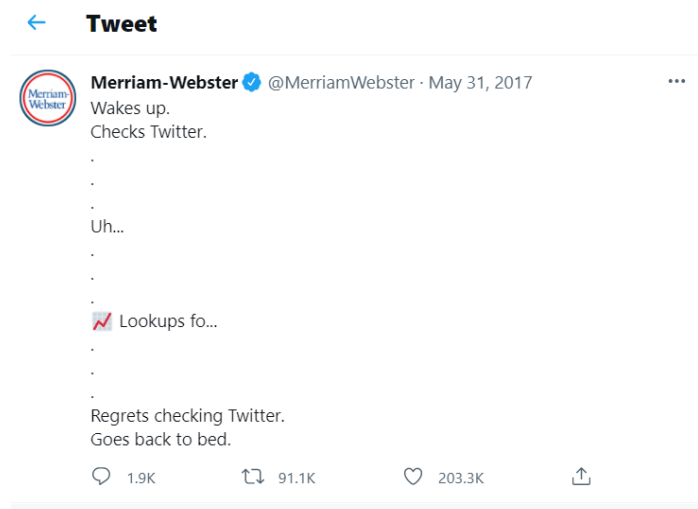 ← Tweet
Merriam-Webster @MerriamWebster · May 31, 2017 ...
Merriam-
Webster
Wakes up.
Checks Twitter.
.
.
.
Uh...
.
.
.
📈 Lookups fo...
.
.
.
Regrets checking Twitter.
Goes back to bed.
1.9K 91.1K 203.3K